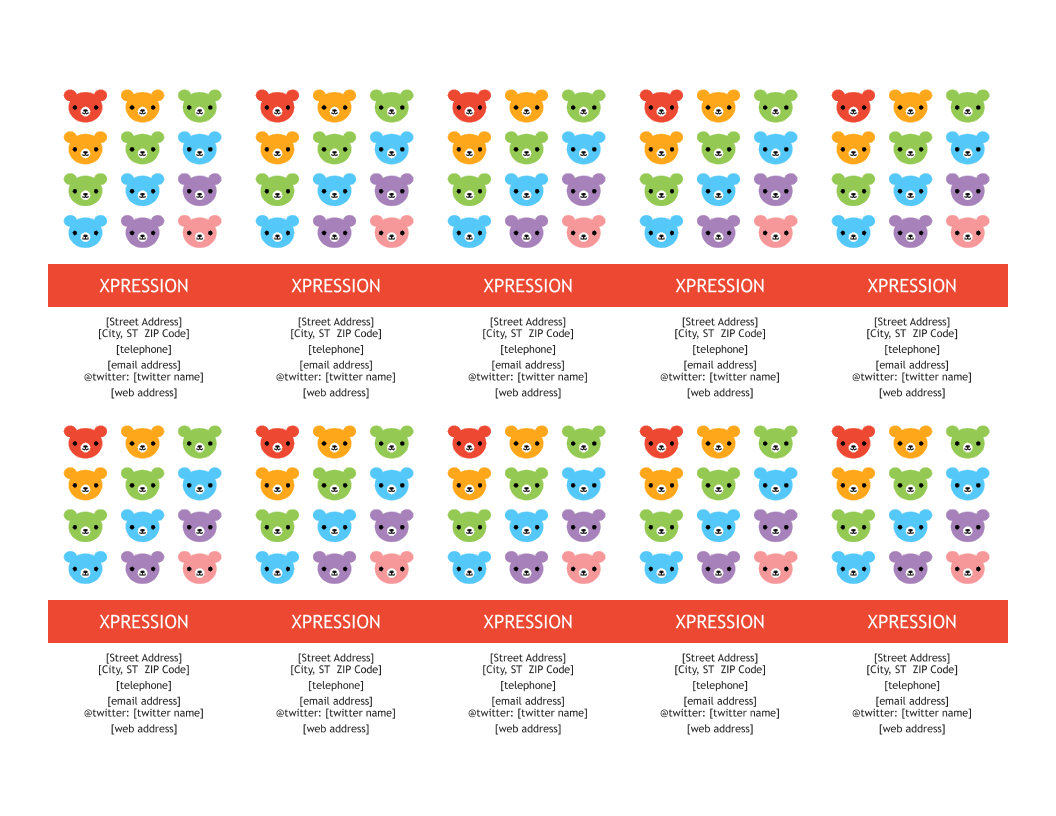 XPRESSION
[Street Address]
[City, ST  ZIP Code]
[telephone]
[email address]
@twitter: [twitter name]
[web address]
XPRESSION
[Street Address]
[City, ST  ZIP Code]
[telephone]
[email address]
@twitter: [twitter name]
[web address]
XPRESSION
[Street Address]
[City, ST  ZIP Code]
[telephone]
[email address]
@twitter: [twitter name]
[web address]
XPRESSION
[Street Address]
[City, ST  ZIP Code]
[telephone]
[email address]
@twitter: [twitter name]
[web address]
XPRESSION
[Street Address]
[City, ST  ZIP Code]
[telephone]
[email address]
@twitter: [twitter name]
[web address]
XPRESSION
[Street Address]
[City, ST  ZIP Code]
[telephone]
[email address]
@twitter: [twitter name]
[web address]
XPRESSION
[Street Address]
[City, ST  ZIP Code]
[telephone]
[email address]
@twitter: [twitter name]
[web address]
XPRESSION
[Street Address]
[City, ST  ZIP Code]
[telephone]
[email address]
@twitter: [twitter name]
[web address]
XPRESSION
[Street Address]
[City, ST  ZIP Code]
[telephone]
[email address]
@twitter: [twitter name]
[web address]
XPRESSION
[Street Address]
[City, ST  ZIP Code]
[telephone]
[email address]
@twitter: [twitter name]
[web address]